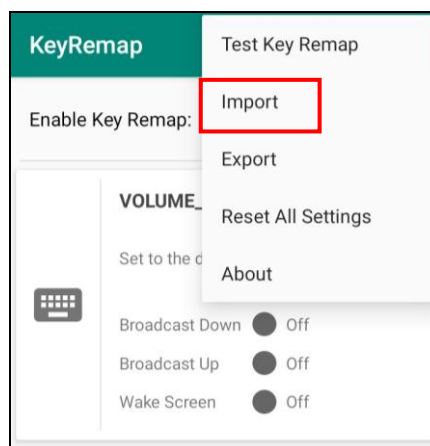 KeyRemap
Test Key Remap
Enable Key Remap:
Import
Export
VOLUME_
Reset All Settings
Set to the d
About
Broadcast Down Off
Broadcast Up Off
Wake Screen Off